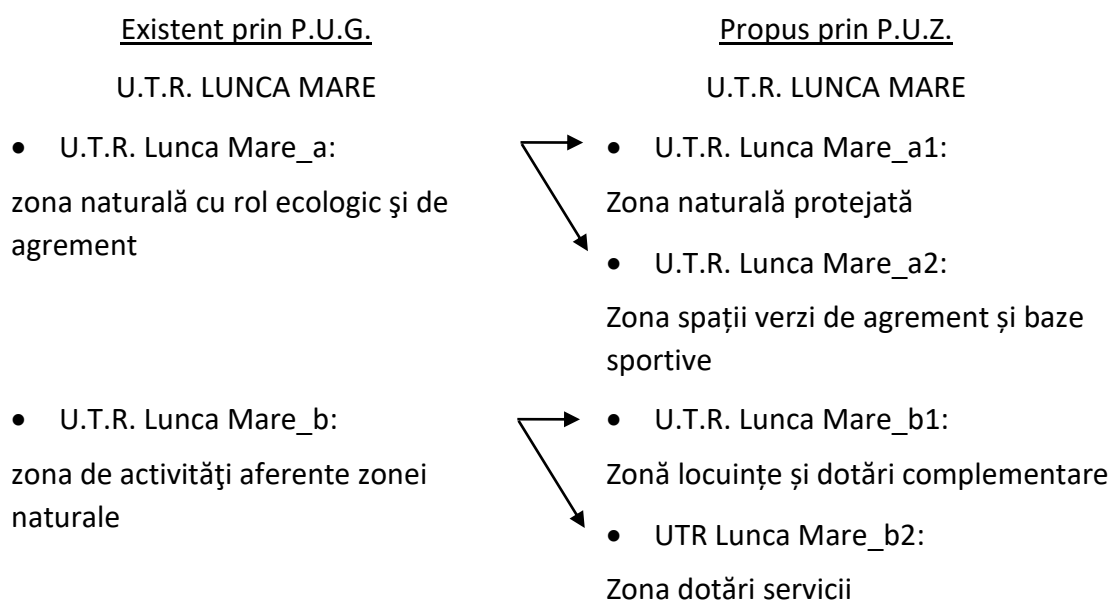 Existent prin P.U.G.
U.T.R. LUNCA MARE
• U.T.R. Lunca Mare_a:
zona naturală cu rol ecologic şi de
agrement
• U.T.R. Lunca Mare_b:
zona de activităţi aferente zonei
naturale
Propus prin P.U.Z.
U.T.R. LUNCA MARE
• U.T.R. Lunca Mare_a1:
Zona naturală protejată
• U.T.R. Lunca Mare_a2:
Zona spații verzi de agrement și baze
sportive
• U.T.R. Lunca Mare_b1:
Zonă locuințe și dotări complementare
• UTR Lunca Mare_b2:
Zona dotări servicii